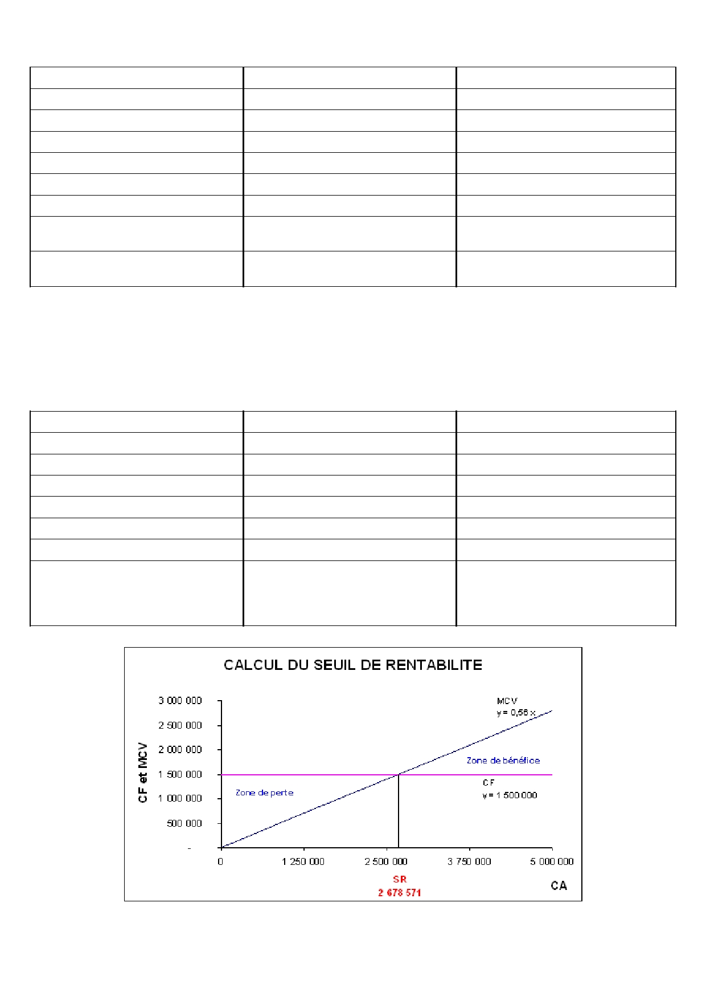 CALCUL DU SEUIL DE RENTABILITE
3 000 000
2 500 000
2 000 000
1 500 000
1 000 000
500 000
-
CF et MCV
MCV
y = 0,56 x
Zone de bénéfice
CF
y = 1 500 000
Zone de perte
0
1 250 000
2 500 000
3 750 000
5 000 000
SR
2 678 571
CA